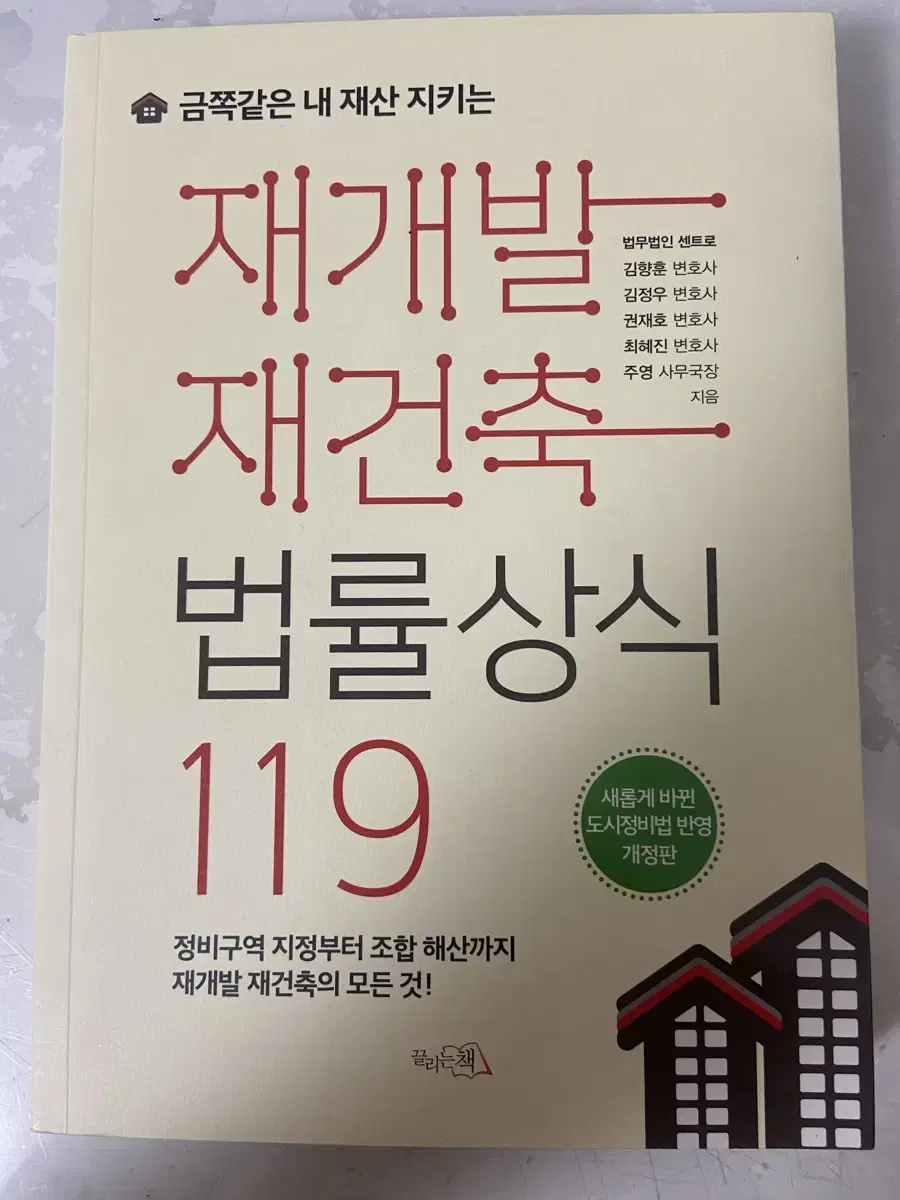 금쪽같은 내 재산 지키는
재개발
재건축
법률상식
119
법무법인 센트로
김향훈 변호사
김정우 변호사
권재호 변호사
최혜진 변호사
주영 사무국장
지음
새롭게 바뀐
도시정비법 반영
개정판
정비구역 지정부터 조합 해산까지
재개발 재건축의 모든 것!
끌리는책